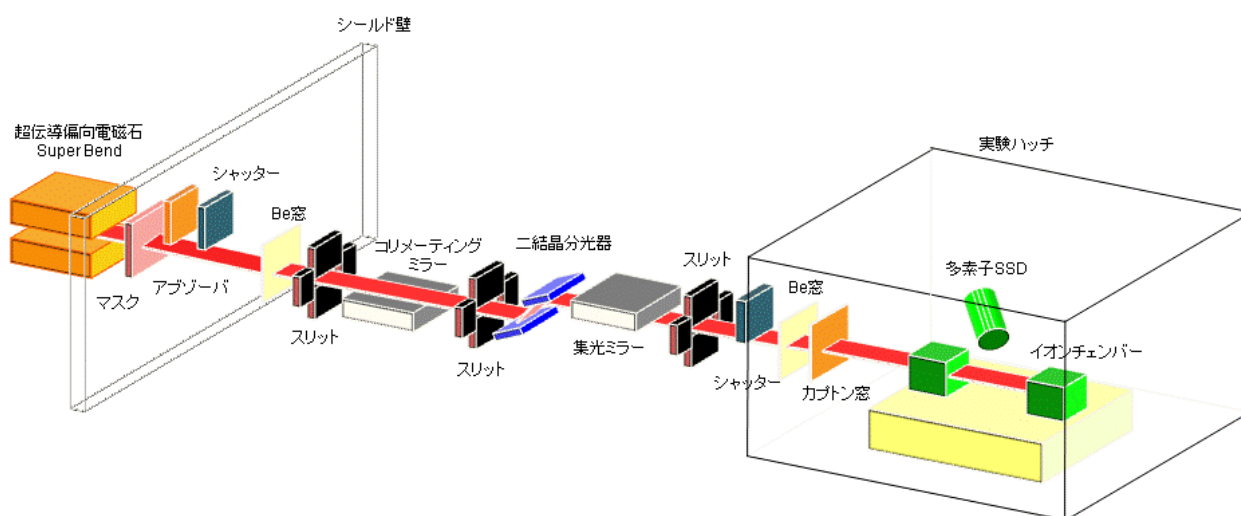 シールド壁
超伝導偏向電磁石
Super Bend
シャッター
Be窓
マスク
アブソーバ
スリット
コリメーティング
ミラー
スリット
二結晶分光器
集光ミラー
スリット
シャッター
Be窓
カプトン窓
実験ハッチ
多素子SSD
イオンチェンバー